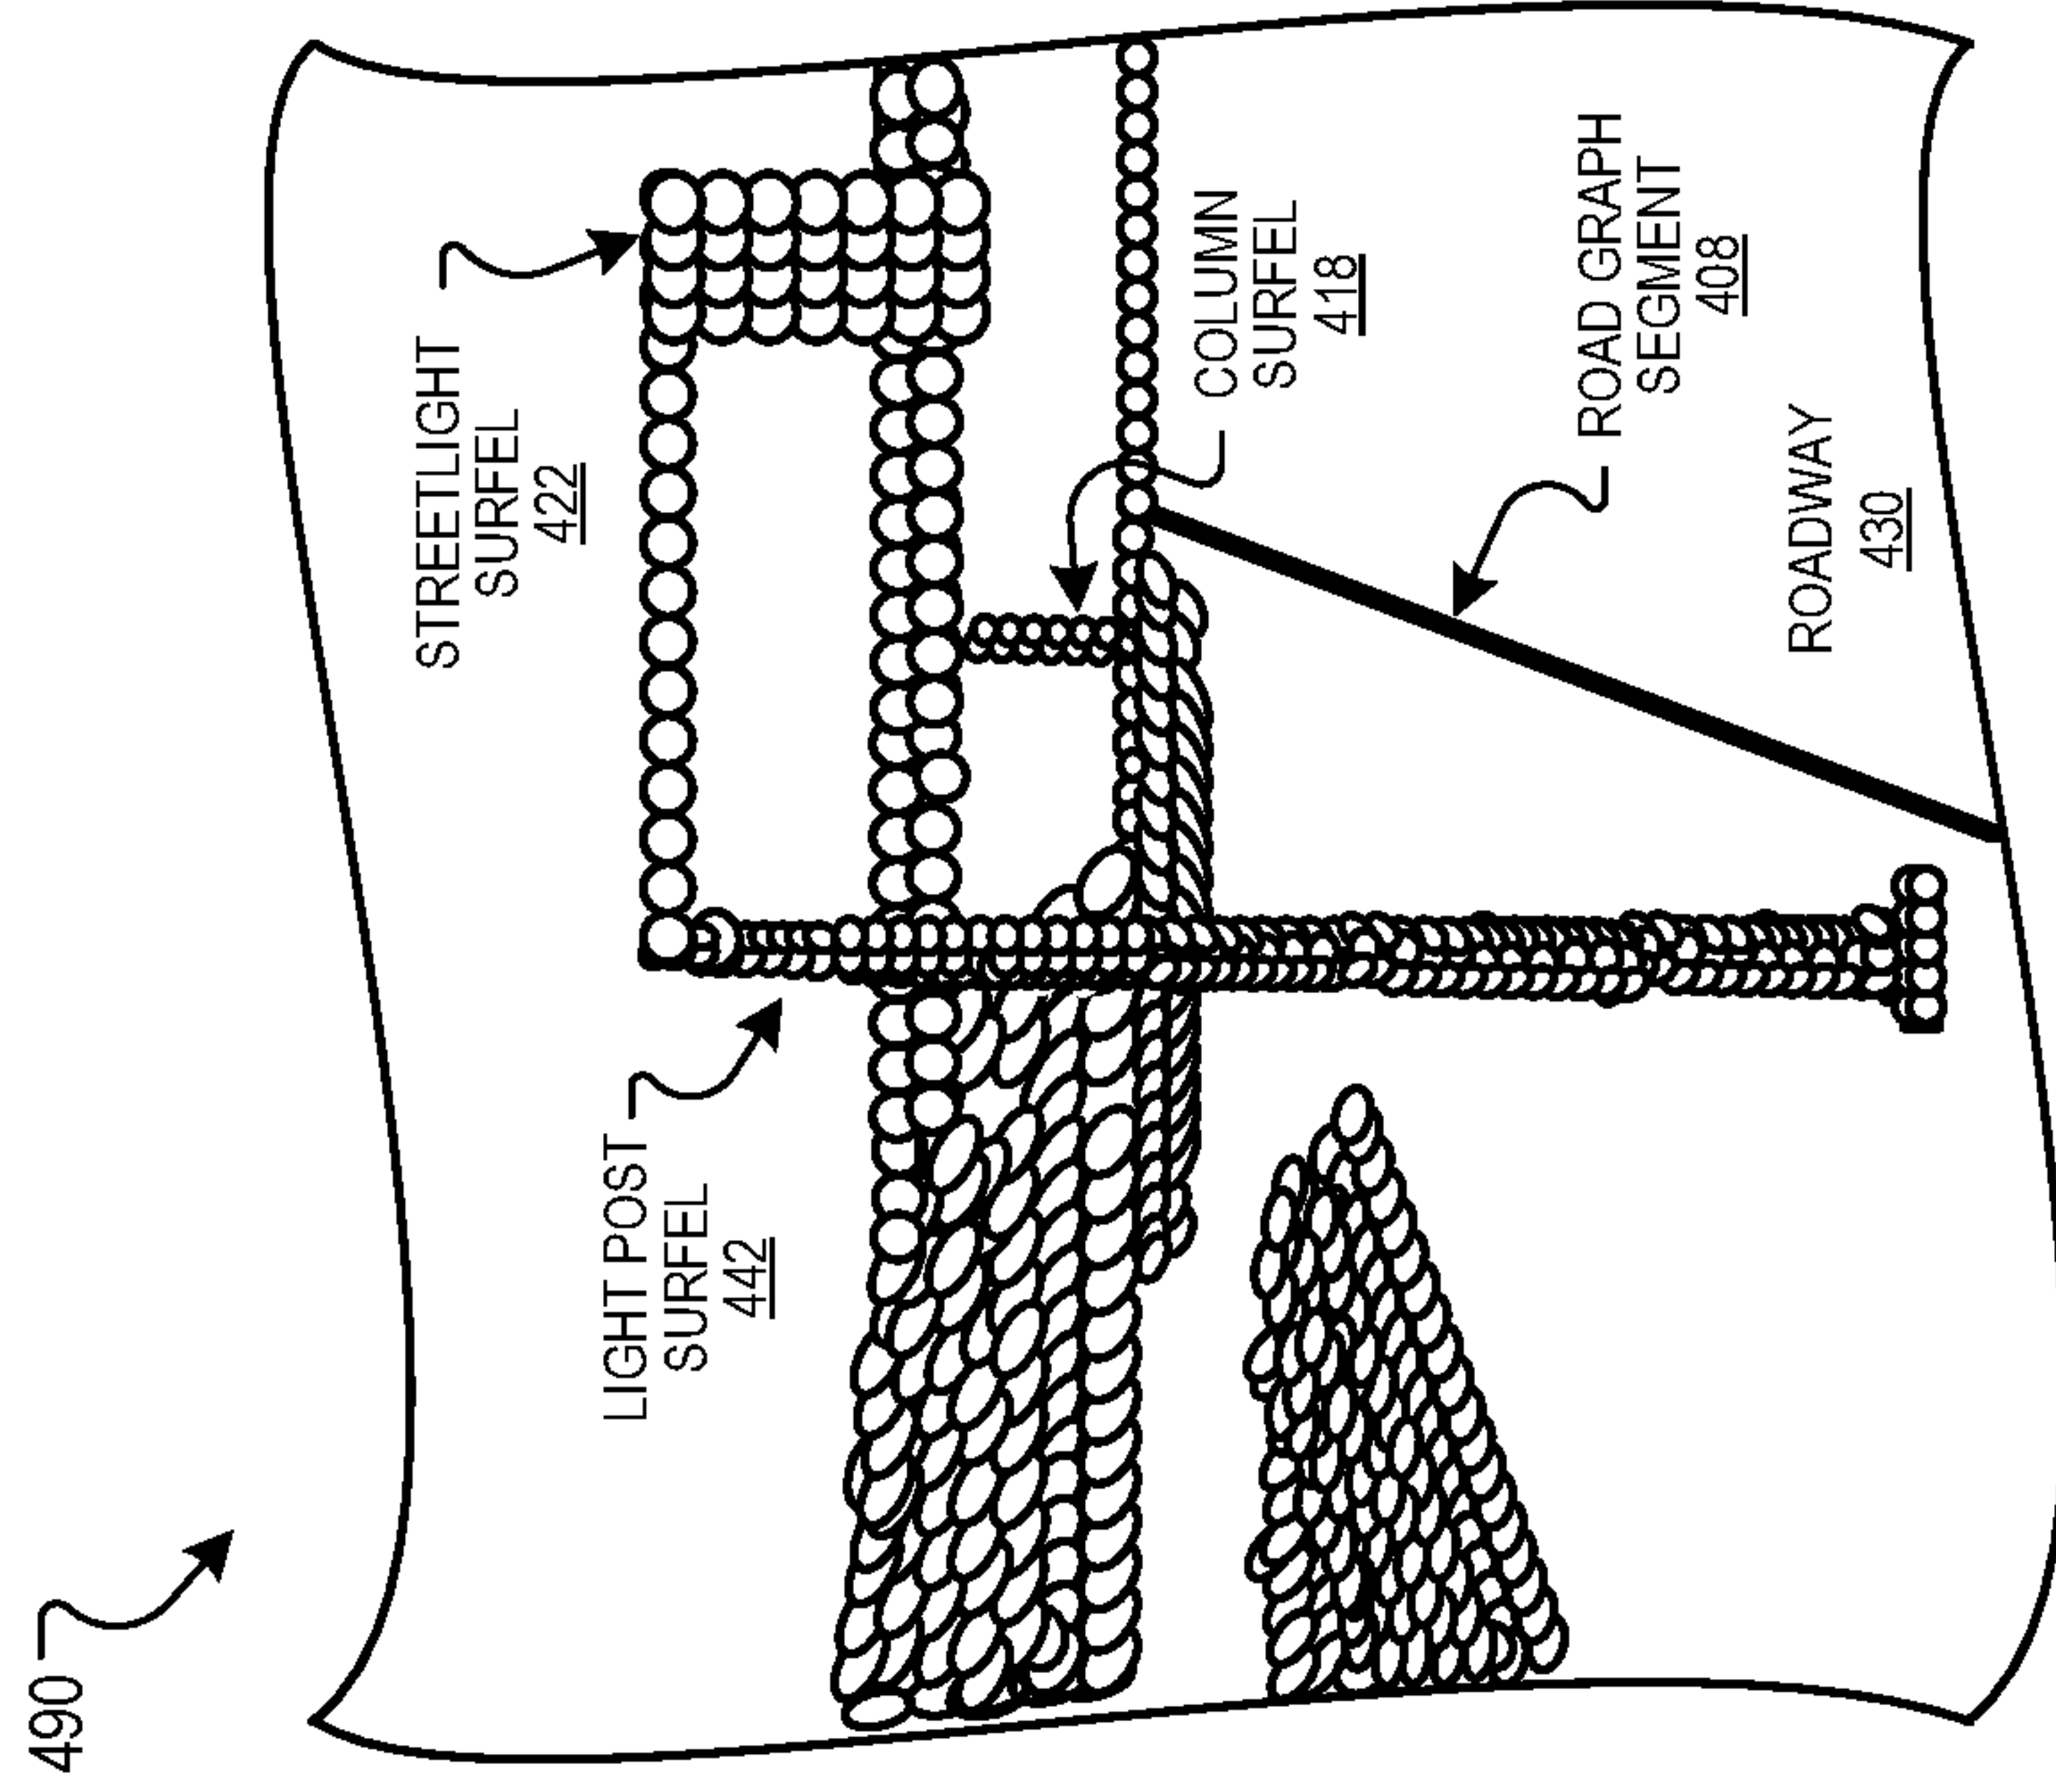 490
STREETLIGHT
SURFEL
422
LIGHT POST
SURFEL
442
COLUMN
SURFEL
418
ROAD GRAPH
SEGMENT
408
ROADWAY
430